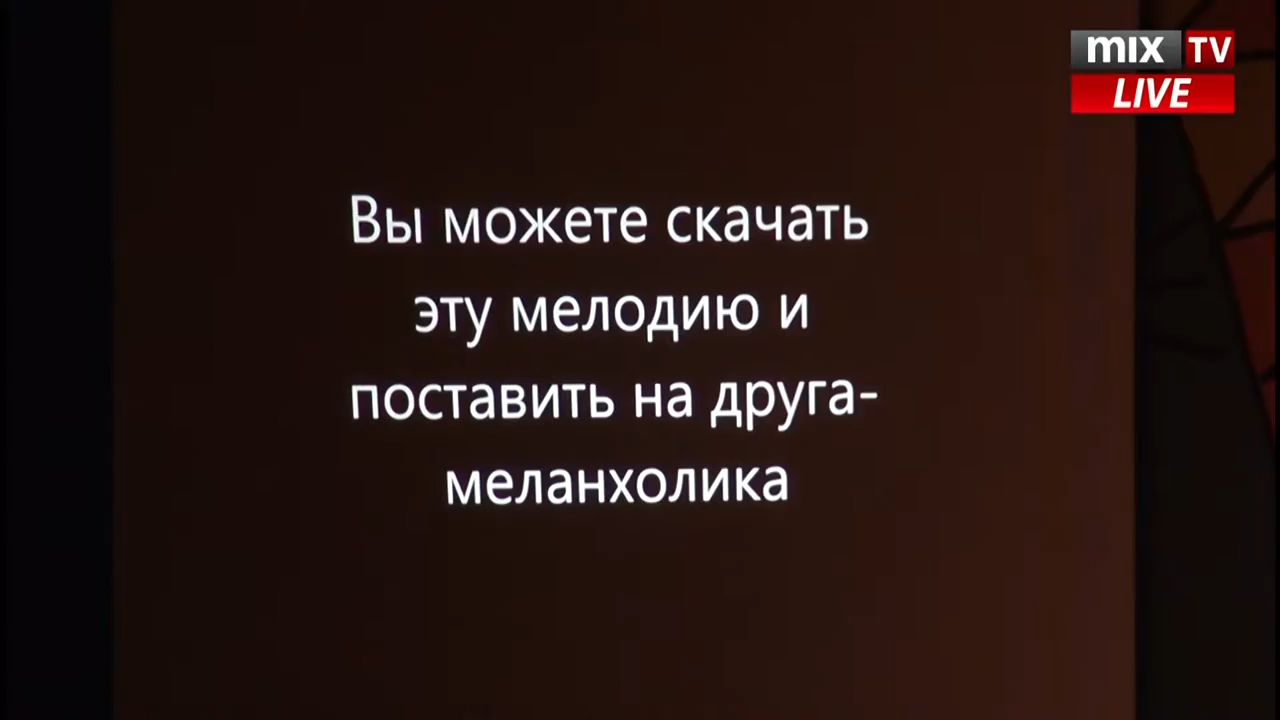 mix TV
LIVE
Вы можете скачать
эту мелодию и
поставить на друга-
меланхолика